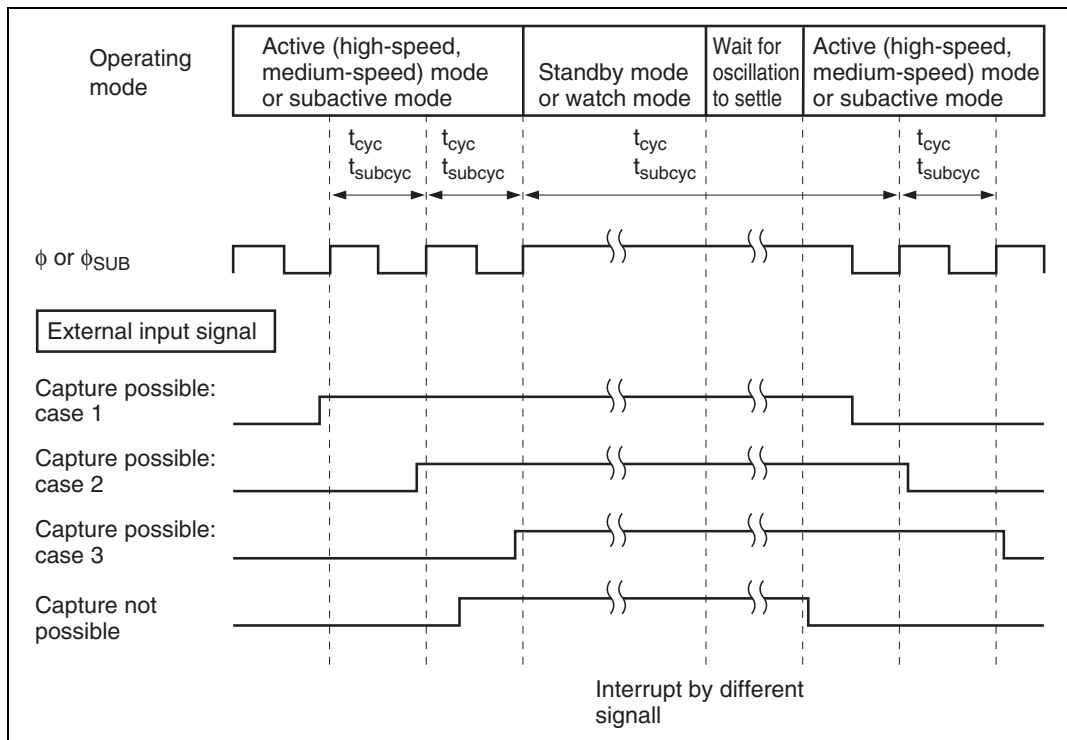 Operating
mode
Active (high-speed,
medium-speed) mode
or subactive mode
Standby mode
or watch mode
Wait for
oscillation
to settle
Active (high-speed,
medium-speed) mode
or subactive mode
tcyc
tsubcyc
tcyc
tsubcyc
tcyc
tsubcyc
tcyc
tsubcyc
ϕ or ϕSUB
External input signal
Capture possible:
case 1
Capture possible:
case 2
Capture possible:
case 3
Capture not
possible
Interrupt by different
signall